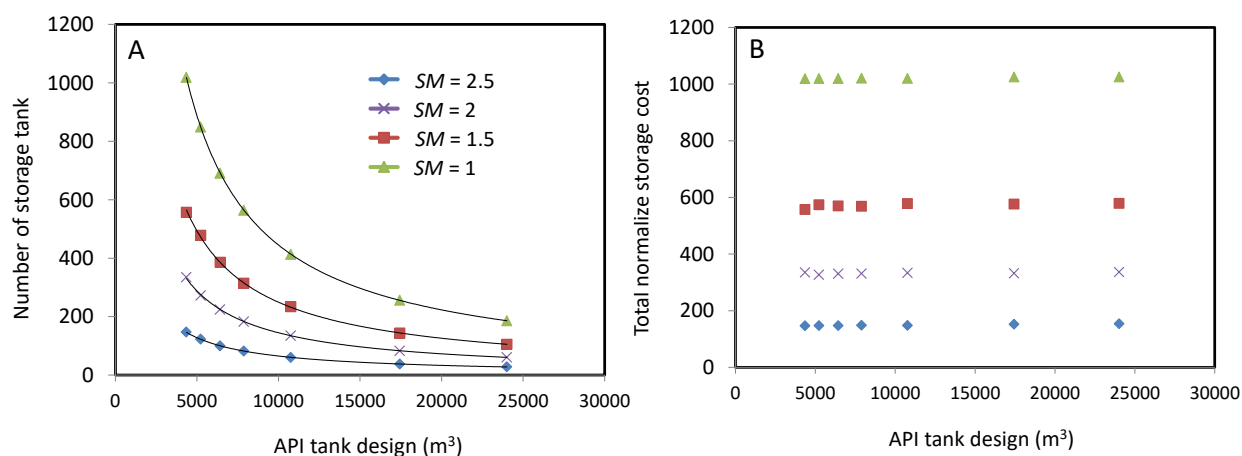 A
Number of storage tank
1200
1000
800
600
400
200
0
SM = 2.5
SM = 2
SM = 1.5
SM = 1
0 5000 10000 15000 20000 25000 30000
API tank design (m³)
B
Total normalize storage cost
1200
1000
800
600
400
200
0
0 5000 10000 15000 20000 25000 30000
API tank design (m³)